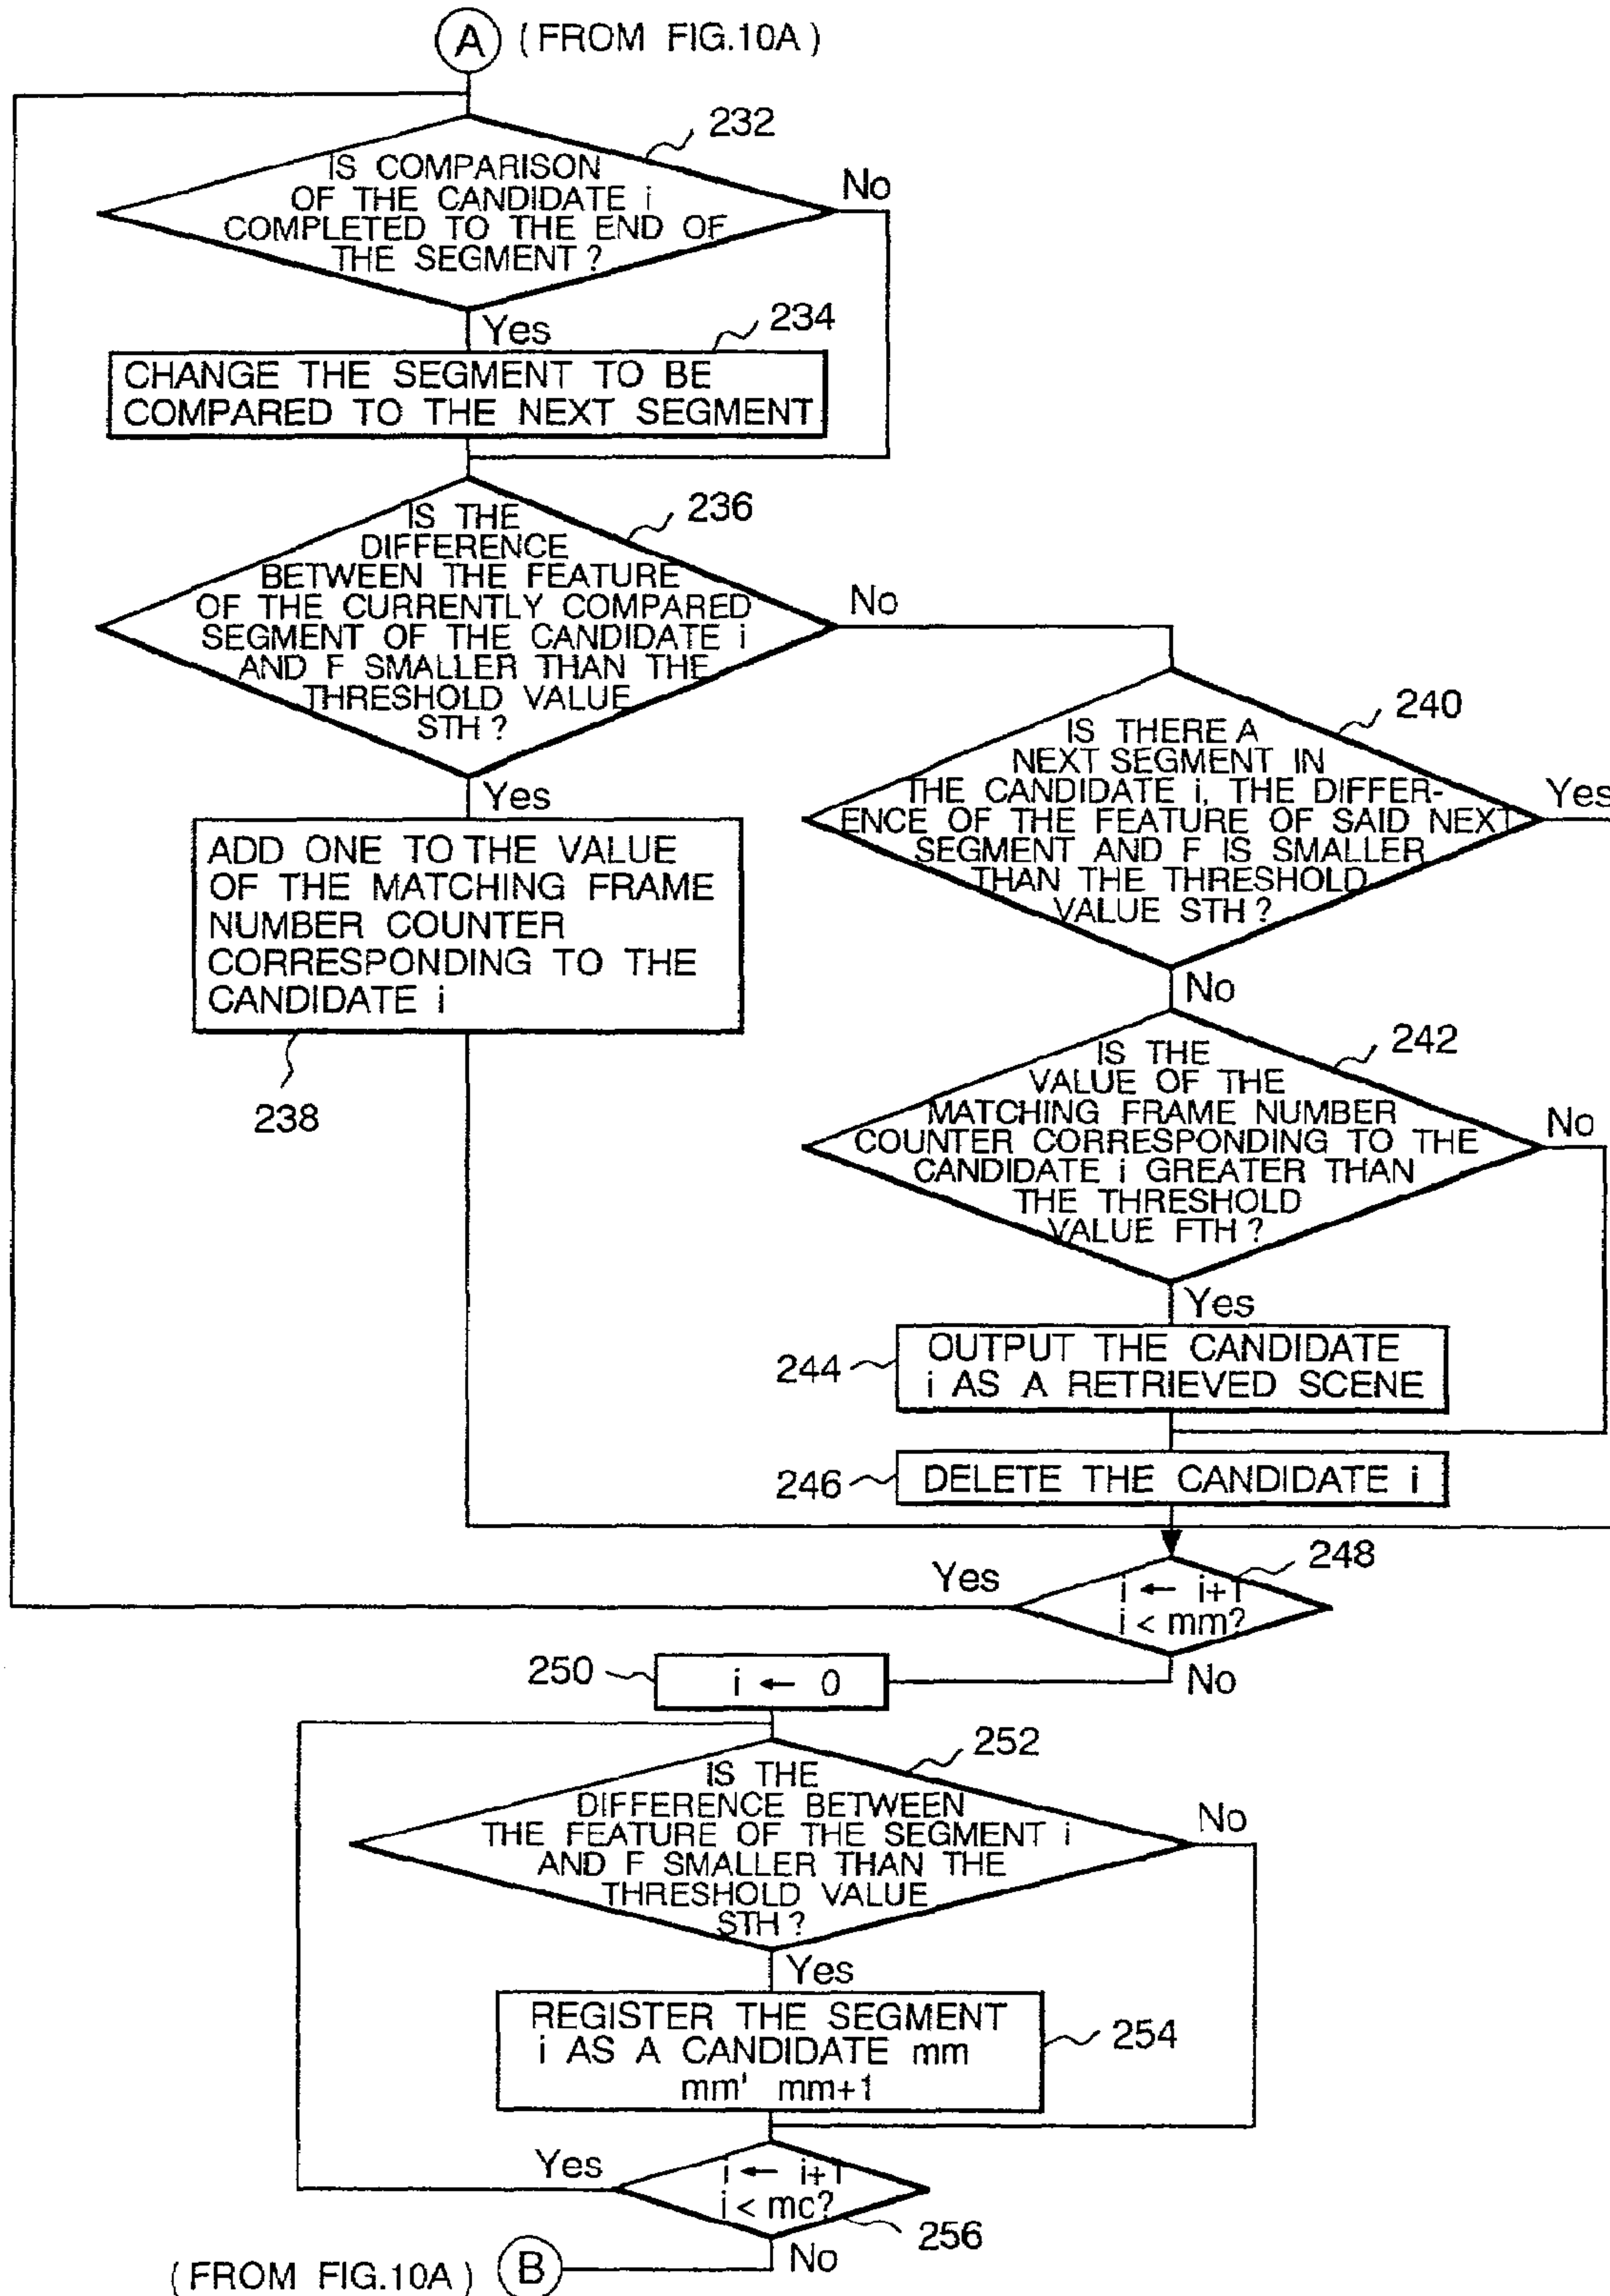 A (FROM FIG.10A)
232
IS COMPARISON
OF THE CANDIDATE i
COMPLETED TO THE END OF
THE SEGMENT?
No
Yes
234
CHANGE THE SEGMENT TO BE
COMPARED TO THE NEXT SEGMENT
236
IS THE
DIFFERENCE
BETWEEN THE FEATURE
OF THE CURRENTLY COMPARED
SEGMENT OF THE CANDIDATE i
AND F SMALLER THAN THE
THRESHOLD VALUE
STH?
No
Yes
ADD ONE TO THE VALUE
OF THE MATCHING FRAME
NUMBER COUNTER
CORRESPONDING TO THE
CANDIDATE i
238
240
IS THERE A
NEXT SEGMENT IN
THE CANDIDATE i, THE DIFFER-
ENCE OF THE FEATURE OF SAID NEXT
SEGMENT AND F IS SMALLER
THAN THE THRESHOLD
VALUE STH?
Yes
No
242
IS THE
VALUE OF THE
MATCHING FRAME NUMBER
COUNTER CORRESPONDING TO THE
CANDIDATE i GREATER THAN
THE THRESHOLD
VALUE FTH?
No
Yes
244
OUTPUT THE CANDIDATE
i AS A RETRIEVED SCENE
246
DELETE THE CANDIDATE i
248
i ← i+1
i < mm?
Yes
No
250
i ← 0
252
IS THE
DIFFERENCE BETWEEN
THE FEATURE OF THE SEGMENT i
AND F SMALLER THAN THE
THRESHOLD VALUE
STH?
No
Yes
REGISTER THE SEGMENT
i AS A CANDIDATE mm
mm' mm+1
254
i ← i+1
i < mc?
Yes
256
No
(FROM FIG.10A) B